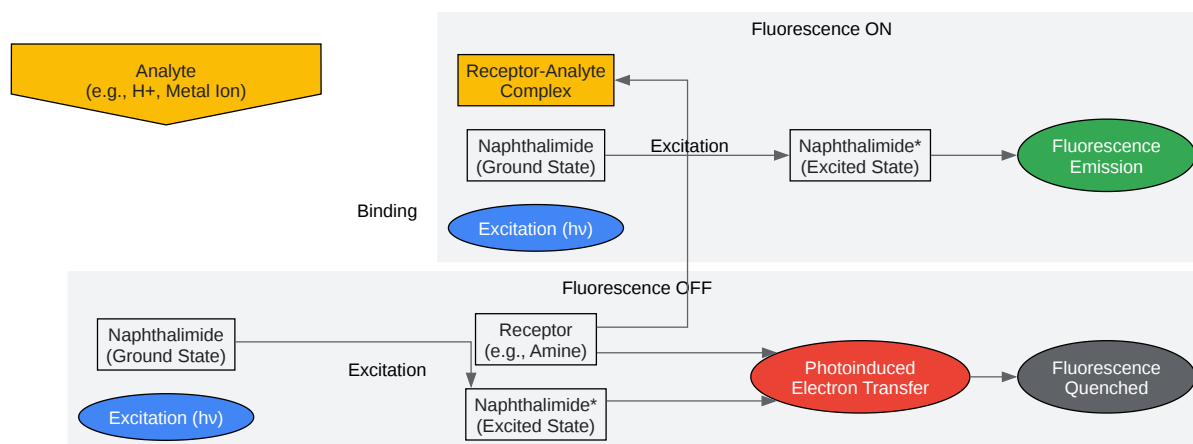 Fluorescence ON
Analyte
(e.g., H+, Metal Ion)
Receptor-Analyte
Complex
Naphthalimide
(Ground State)
Excitation
Naphthalimide*
(Excited State)
Fluorescence
Emission
Binding
Excitation (hν)
Fluorescence OFF
Naphthalimide
(Ground State)
Receptor
(e.g., Amine)
Excitation
Photoinduced
Electron Transfer
Fluorescence
Quenched
Excitation (hν)
Naphthalimide*
(Excited State)